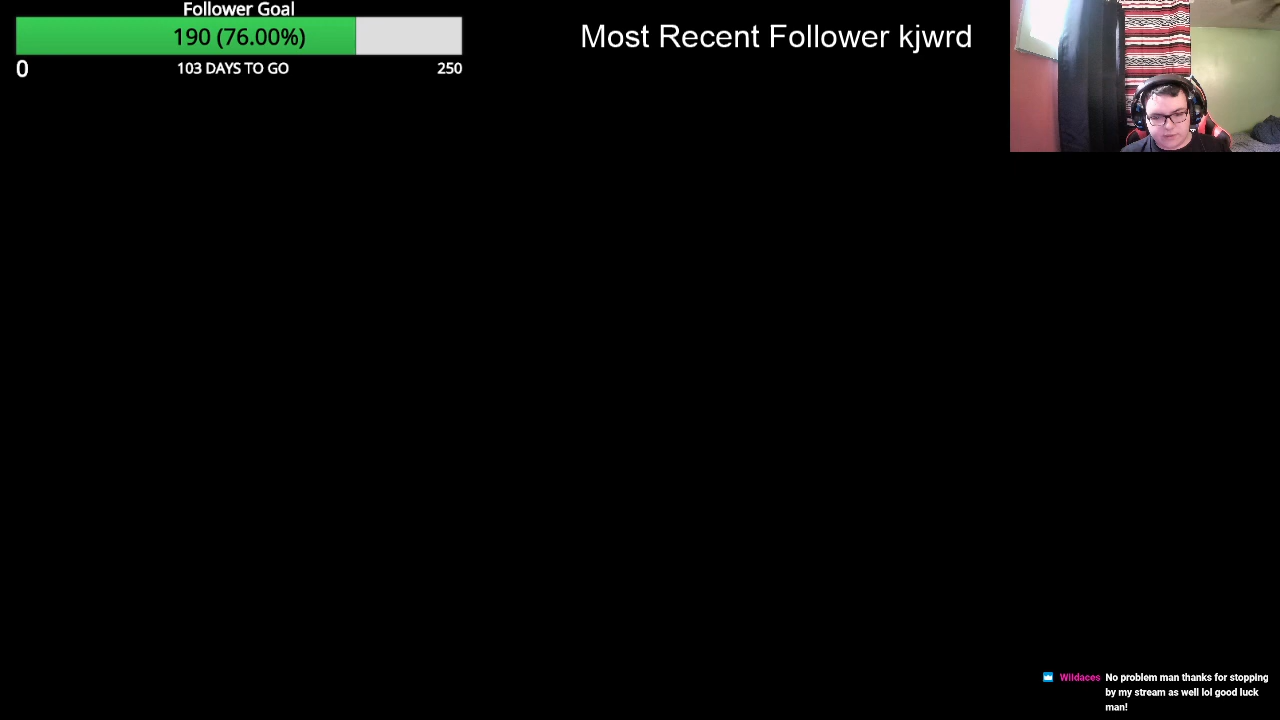 Follower Goal
190 (76.00%)
0
103 DAYS TO GO
250
Most Recent Follower kjwrd
Wildaces No problem man thanks for stopping
by my stream as well lol good luck
man!